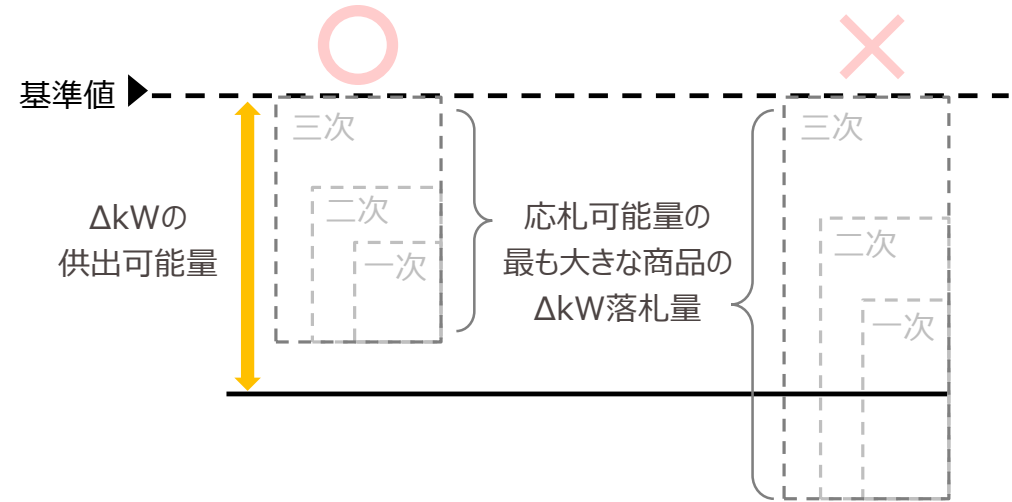 基準値
三次
二次
一次
ΔkWの
供出可能量
応札可能量の
最も大きな商品の
ΔkW落札量
三次
二次
一次